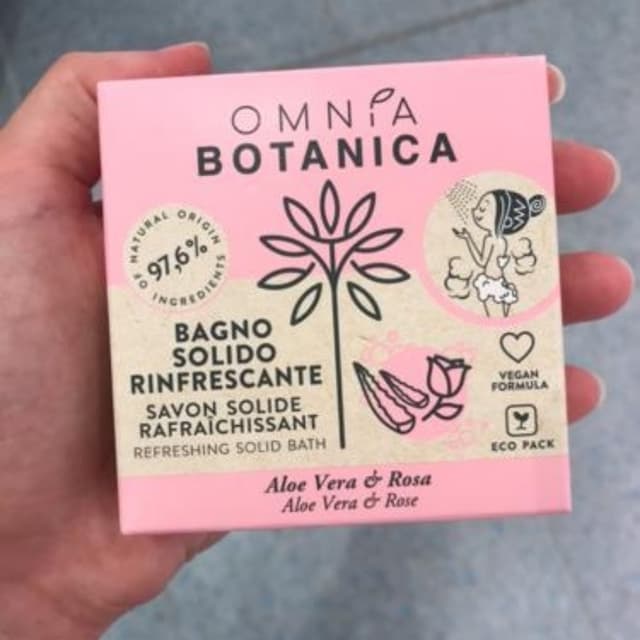 OMNIA
BOTANICA
97,6%
OF NATURAL ORIGIN
INGREDIENTS
BAGNO
SOLIDO
RINFRESCANTE
SAVON SOLIDE
RAFRAÎCHISSANT
REFRESHING SOLID BATH
VEGAN
FORMULA
ECO PACK
Aloe Vera & Rosa
Aloe Vera & Rose